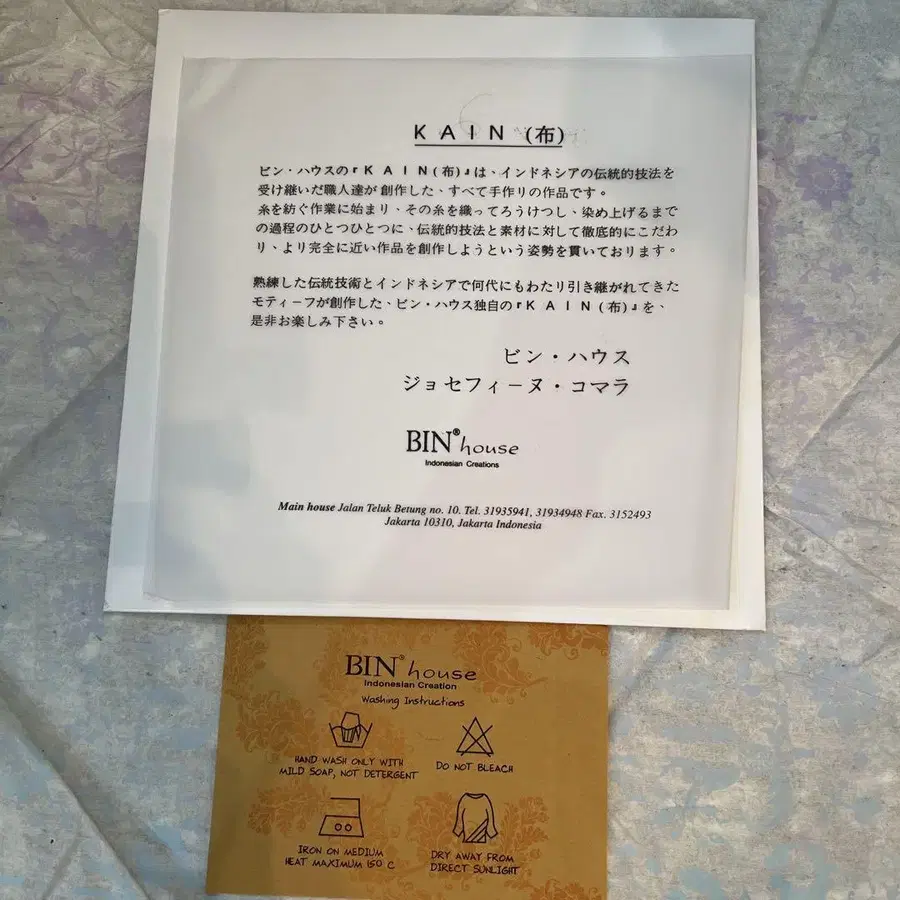 KAIN (布)
ビン・ハウスの『KAIN(布)』は、インドネシアの伝統的技法を
受け継いだ職人達が創作した、すべて手作りの作品です。
糸を紡ぐ作業に始まり、その糸を織ってろうけつし、染め上げるまで
の過程のひとつひとつに、伝統的技法と素材に対して徹底的にこだわ
り、より完全に近い作品を創作しようという姿勢を貫いております。
熟練した伝統技術とインドネシアで何代にもわたり引き継がれてきた
モティーフが創作した、ビン・ハウス独自の『KAIN(布)』を、
是非お楽しみ下さい。
ビン・ハウス
ジョセフィーヌ・コマラ
BIN® house
Indonesian Creations
Main house Jalan Teluk Betung no. 10. Tel. 31935941, 31934948 Fax. 3152493
Jakarta 10310, Jakarta Indonesia
BIN® house
Indonesian Creation
Washing Instructions
HAND WASH ONLY WITH
MILD SOAP, NOT DETERGENT
DO NOT BLEACH
IRON ON MEDIUM
HEAT MAXIMUM 150 C
DRY AWAY FROM
DIRECT SUNLIGHT